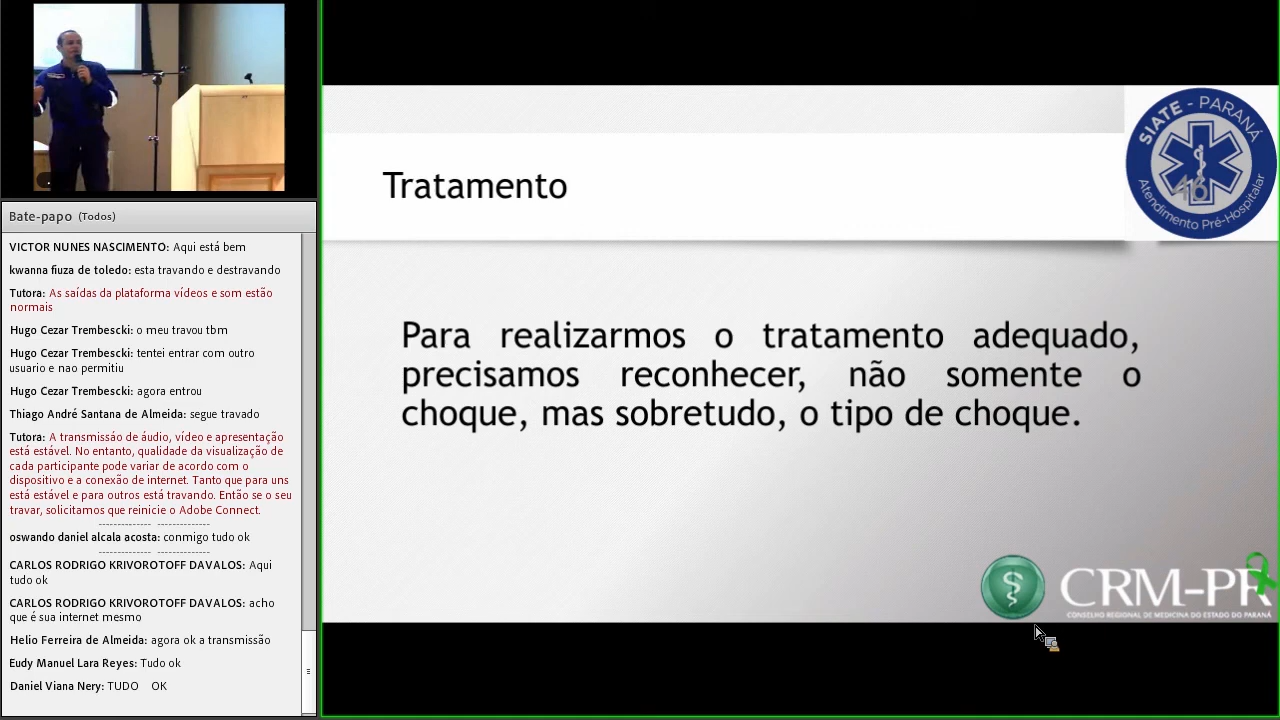 Bate-papo (Todos)
VICTOR NUNES NASCIMENTO: Aqui está bem
kwanna fiuza de toledo: esta travando e destravando
Tutora: As saídas da plataforma vídeos e som estão
normais
Hugo Cezar Trembescki: o meu travou tbm
Hugo Cezar Trembescki: tentei entrar com outro
usuario e nao permitiu
Hugo Cezar Trembescki: agora entrou
Thiago André Santana de Almeida: segue travado
Tutora: A transmissáo de áudio, vídeo e apresentação
está estável. No entanto, qualidade da visualização de
cada participante pode variar de acordo com o
dispositivo e a conexão de internet. Tanto que para uns
está estável e para outros está travando. Então se o seu
travar, solicitamos que reinicie o Adobe Connect.
-------------- --------------
oswando daniel alcala acosta: conmigo tudo ok
-------------- --------------
CARLOS RODRIGO KRIVOROTOFF DAVALOS: Aqui
tudo ok
CARLOS RODRIGO KRIVOROTOFF DAVALOS: acho
que é sua internet mesmo
Helio Ferreira de Almeida: agora ok a transmissão
Eudy Manuel Lara Reyes: Tudo ok
Daniel Viana Nery: TUDO OK
Tratamento
SIATE - PARANÁ
46
Atendimento Pré-Hospitalar
Para realizarmos o tratamento adequado,
precisamos reconhecer, não somente o
choque, mas sobretudo, o tipo de choque.
CRM-PR
CONSELHO REGIONAL DE MEDICINA DO ESTADO DO PARANÁ